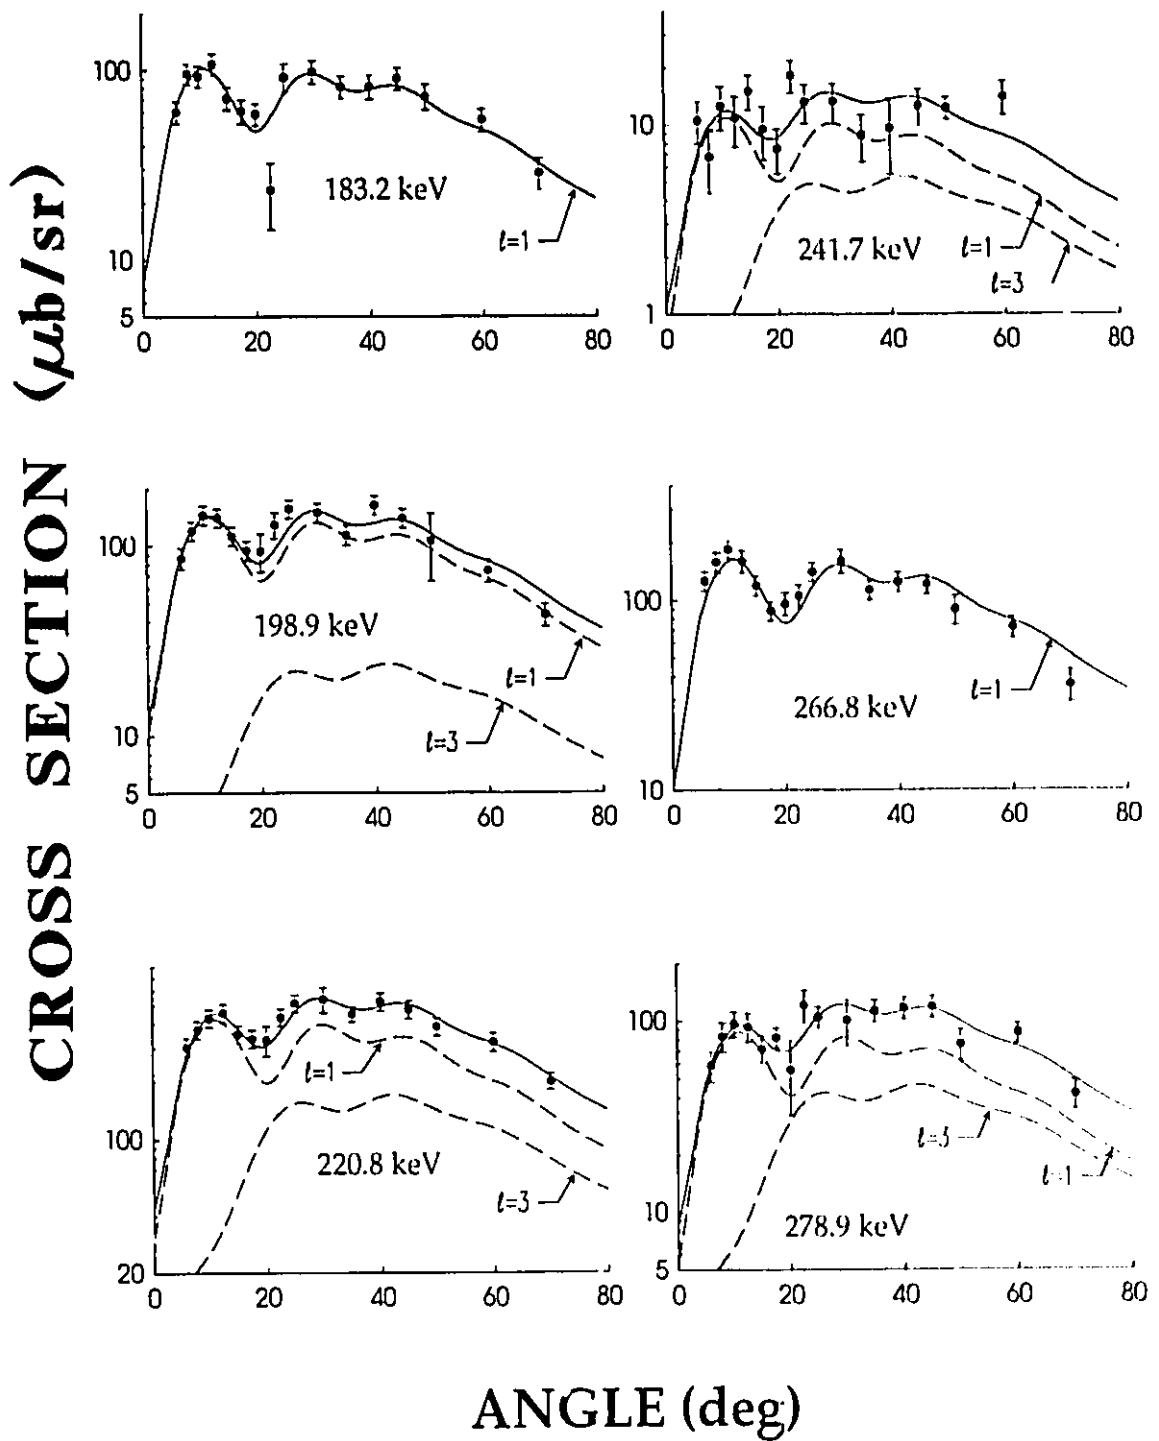 CROSS SECTION (μb/sr)
100
10
5
0 20 40 60 80
183.2 keV
ℓ=1
10
1
0 20 40 60 80
241.7 keV
ℓ=1
ℓ=3
100
10
5
0 20 40 60 80
198.9 keV
ℓ=1
ℓ=3
100
10
0 20 40 60 80
266.8 keV
ℓ=1
100
20
0 20 40 60 80
220.8 keV
ℓ=1
ℓ=3
100
10
5
0 20 40 60 80
278.9 keV
ℓ=3
ℓ=1
ANGLE (deg)